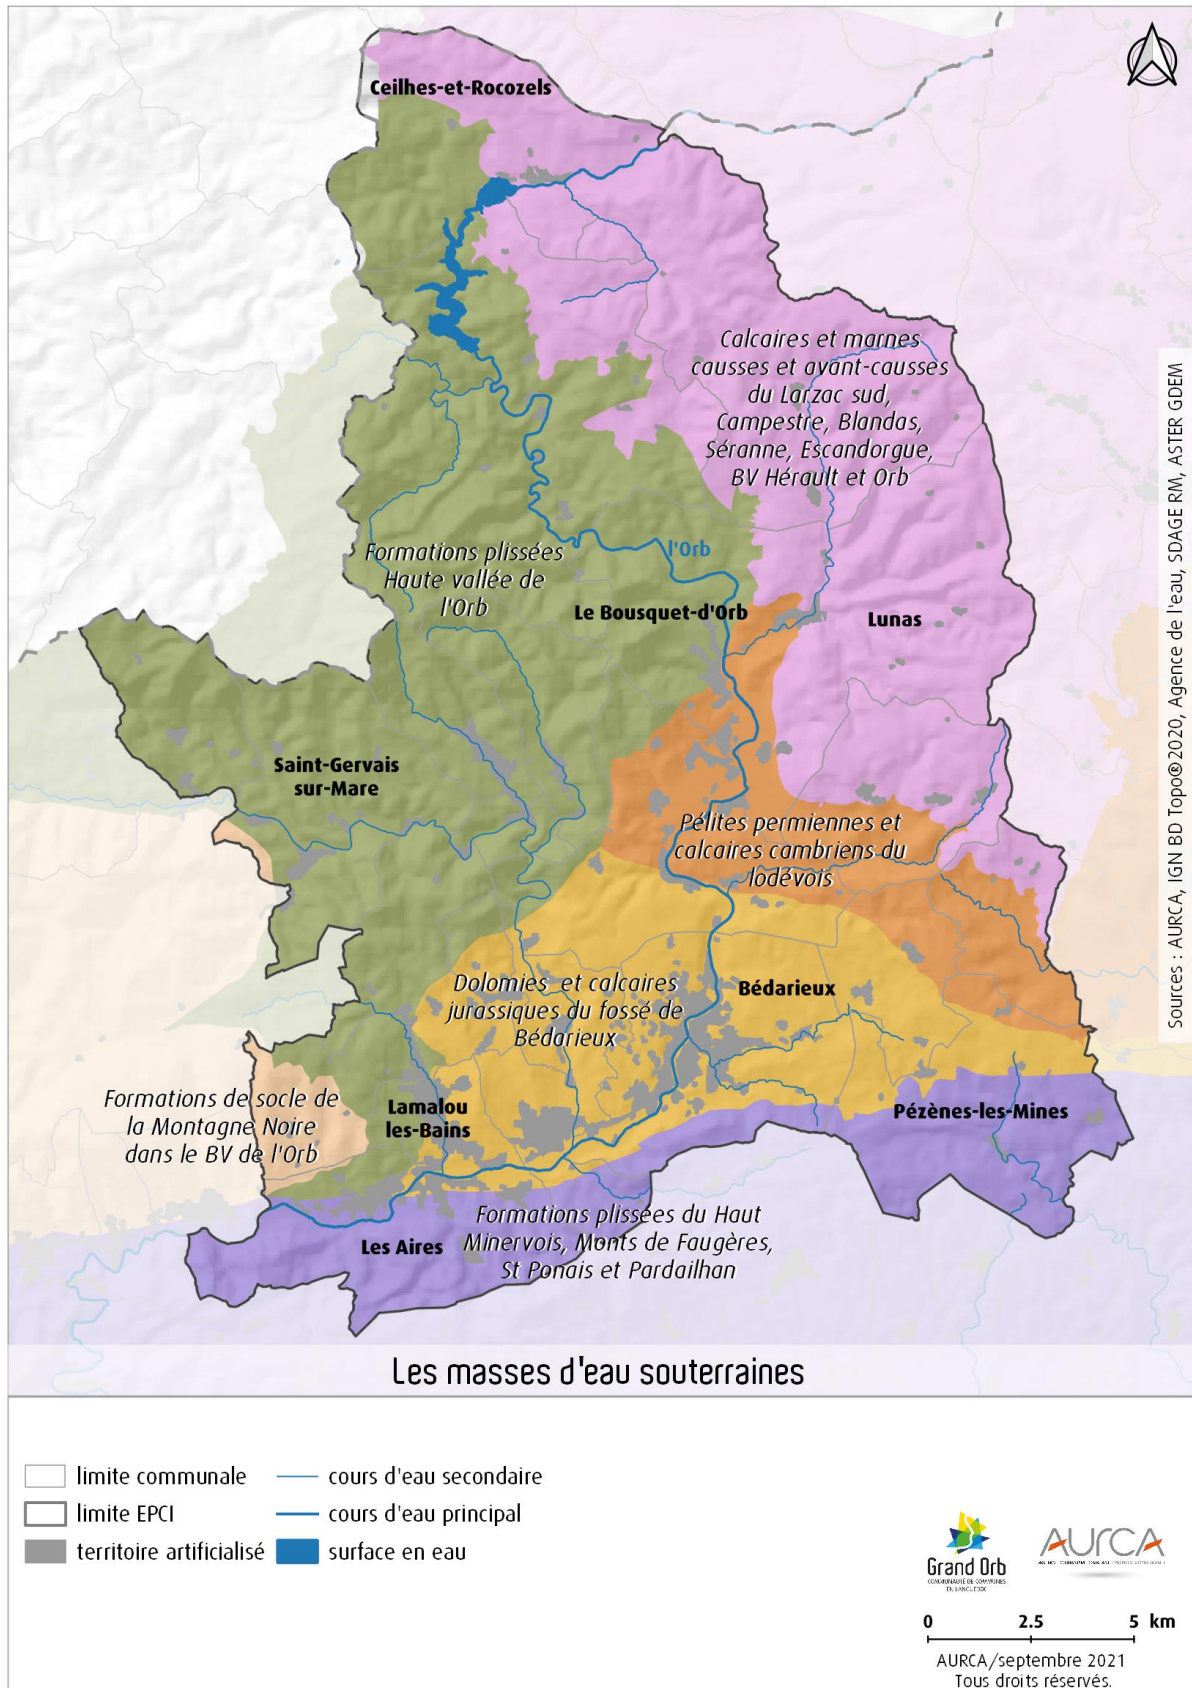 Ceilhes-et-Rocozels
Calcaires et marnes
causses et avant-causses
du Larzac sud,
Campestre, Blandas,
Séranne, Escandorgue,
BV Hérault et Orb
Formations plissées
Haute vallée de
l'Orb
l'Orb
Le Bousquet-d'Orb
Lunas
Saint-Gervais
sur-Mare
Pélites permiennes et
calcaires cambriens du
lodévois
Dolomies et calcaires
jurassiques du fossé de
Bédarieux
Bédarieux
Formations de socle de
la Montagne Noire
dans le BV de l'Orb
Lamalou
les-Bains
Pézènes-les-Mines
Formations plissées du Haut
Minervois, Monts de Faugères,
St Ponais et Pardailhan
Les Aires
Sources : AURCA, IGN BD Topo®2020, Agence de l'eau, SDAGE RM, ASTER GDEM
Les masses d'eau souterraines
limite communale
limite EPCI
territoire artificialisé
cours d'eau secondaire
cours d'eau principal
surface en eau
Grand Orb
COMMUNAUTÉ DE COMMUNES
EN LANGUEDOC
AURCA
0 2.5 5 km
AURCA/septembre 2021
Tous droits réservés.